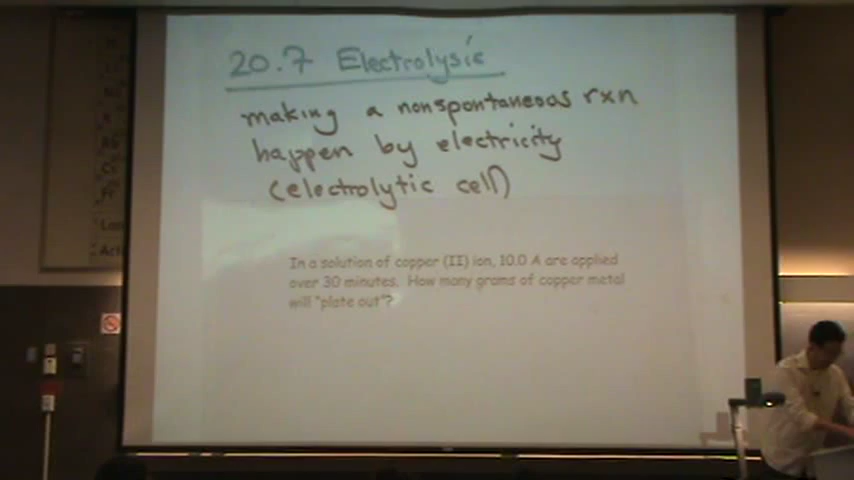 20.7 Electrolysis
making a nonspontaneous rxn
happen by electricity
(electrolytic cell)
In a solution of copper (II) ion, 10.0 A are applied
over 30 minutes. How many grams of copper metal
will "plate out"?